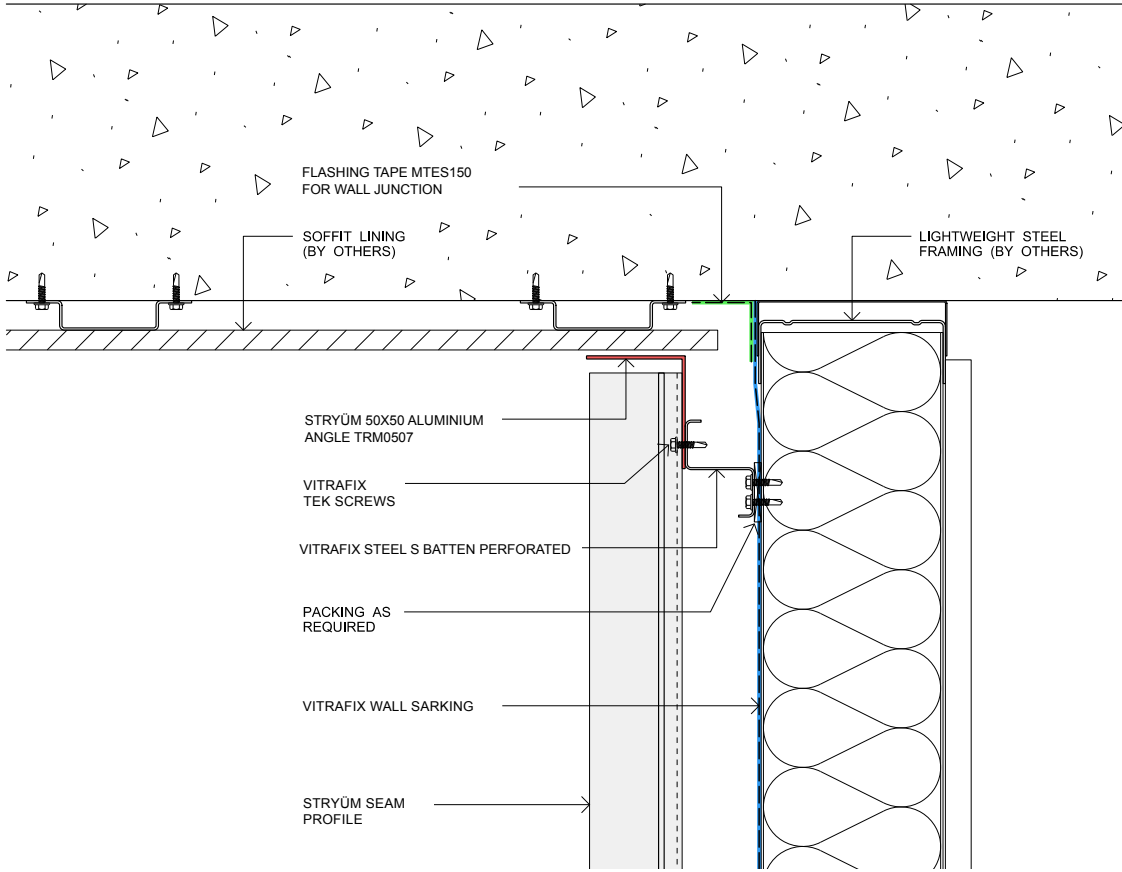 FLASHING TAPE MTES150
FOR WALL JUNCTION
SOFFIT LINING
(BY OTHERS)
LIGHTWEIGHT STEEL
FRAMING (BY OTHERS)
STRYÜM 50X50 ALUMINIUM
ANGLE TRM0507
VITRAFIX
TEK SCREWS
VITRAFIX STEEL S BATTEN PERFORATED
PACKING AS
REQUIRED
VITRAFIX WALL SARKING
STRYÜM SEAM
PROFILE